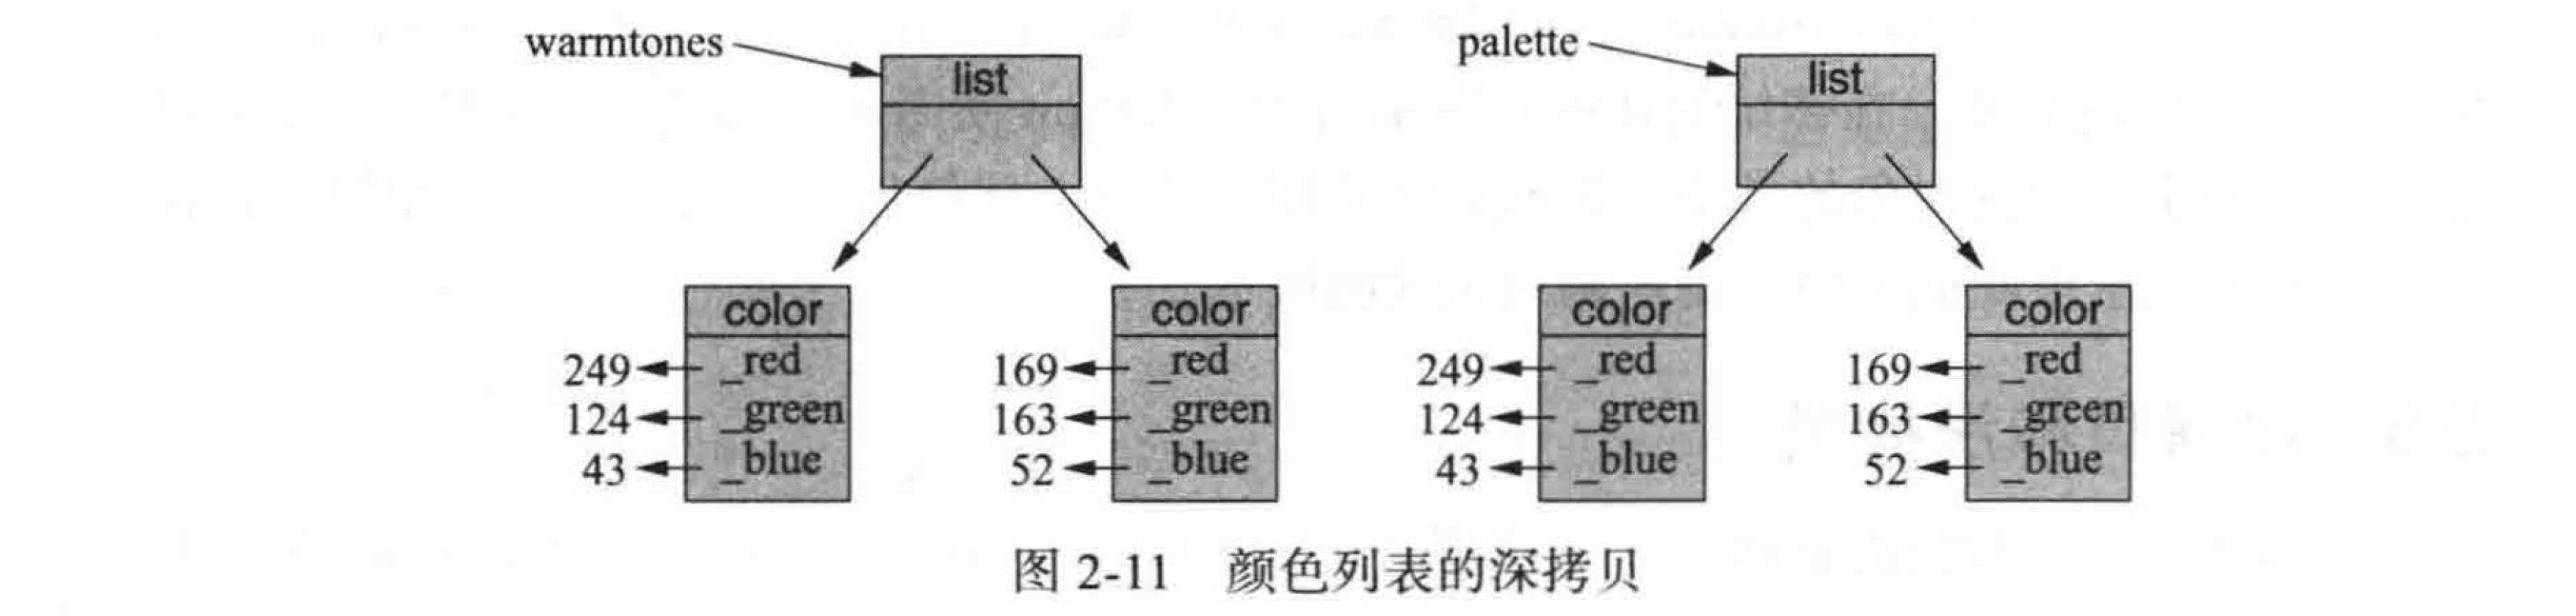 warmtones palette
list list
color color color color
249 _red 169 _red 249 _red 169 _red
124 _green 163 _green 124 _green 163 _green
43 _blue 52 _blue 43 _blue 52 _blue
图 2-11 颜色列表的深拷贝